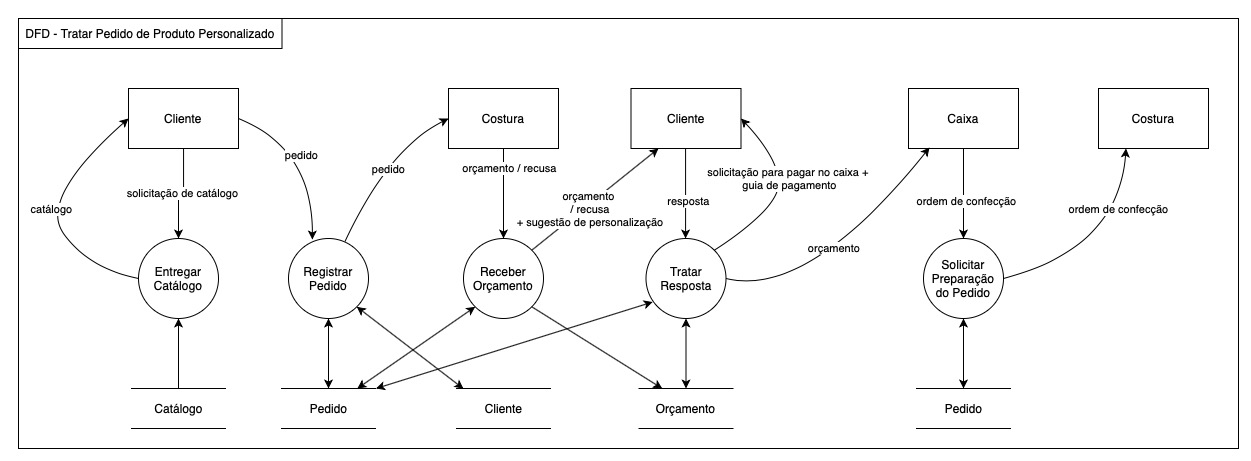 DFD - Tratar Pedido de Produto Personalizado
Cliente
Costura
Cliente
Caixa
Costura
pedido
pedido
orçamento / recusa
solicitação para pagar no caixa +
guia de pagamento
solicitação de catálogo
catálogo
orçamento
/ recusa
+ sugestão de personalização
resposta
ordem de confecção
ordem de confecção
orçamento
Entregar
Catálogo
Registrar
Pedido
Receber
Orçamento
Tratar
Resposta
Solicitar
Preparação
do Pedido
Catálogo
Pedido
Cliente
Orçamento
Pedido